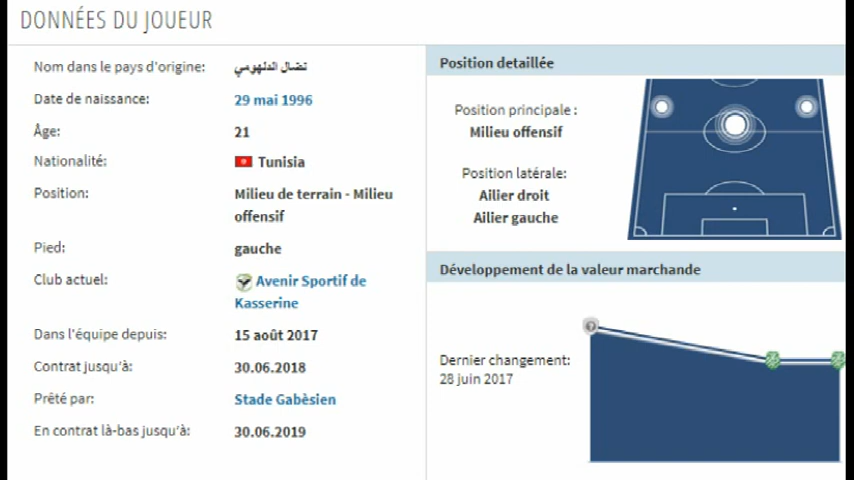 DONNÉES DU JOUEUR
Nom dans le pays d'origine: نضال الدلهومي
Date de naissance: 29 mai 1996
Âge: 21
Nationalité: Tunisia
Position: Milieu de terrain - Milieu
offensif
Pied: gauche
Club actuel: Avenir Sportif de
Kasserine
Dans l'équipe depuis: 15 août 2017
Contrat jusqu'à: 30.06.2018
Prêté par: Stade Gabèsien
En contrat là-bas jusqu'à: 30.06.2019
Position detaillée
Position principale :
Milieu offensif
Position latérale:
Ailier droit
Ailier gauche
Développement de la valeur marchande
Dernier changement:
28 juin 2017
?